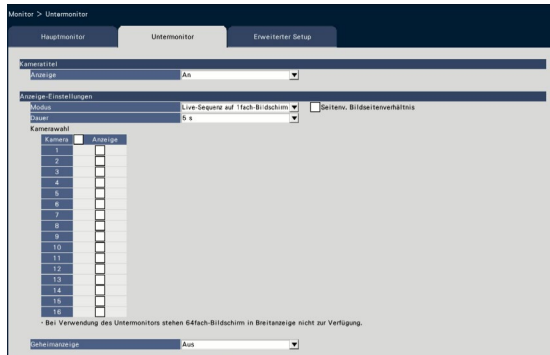 Monitor > Untermonitor
Hauptmonitor Untermonitor Erweiterter Setup
Kameratitel
Anzeige An
Anzeige-Einstellungen
Modus Live-Sequenz auf 1fach-Bildschirm Seitenv. Bildseitenverhältnis
Dauer 5 s
Kamerawahl
Kamera Anzeige
1
2
3
4
5
6
7
8
9
10
11
12
13
14
15
16
· Bei Verwendung des Untermonitors stehen 64fach-Bildschirm in Breitanzeige nicht zur Verfügung.
Geheimanzeige Aus